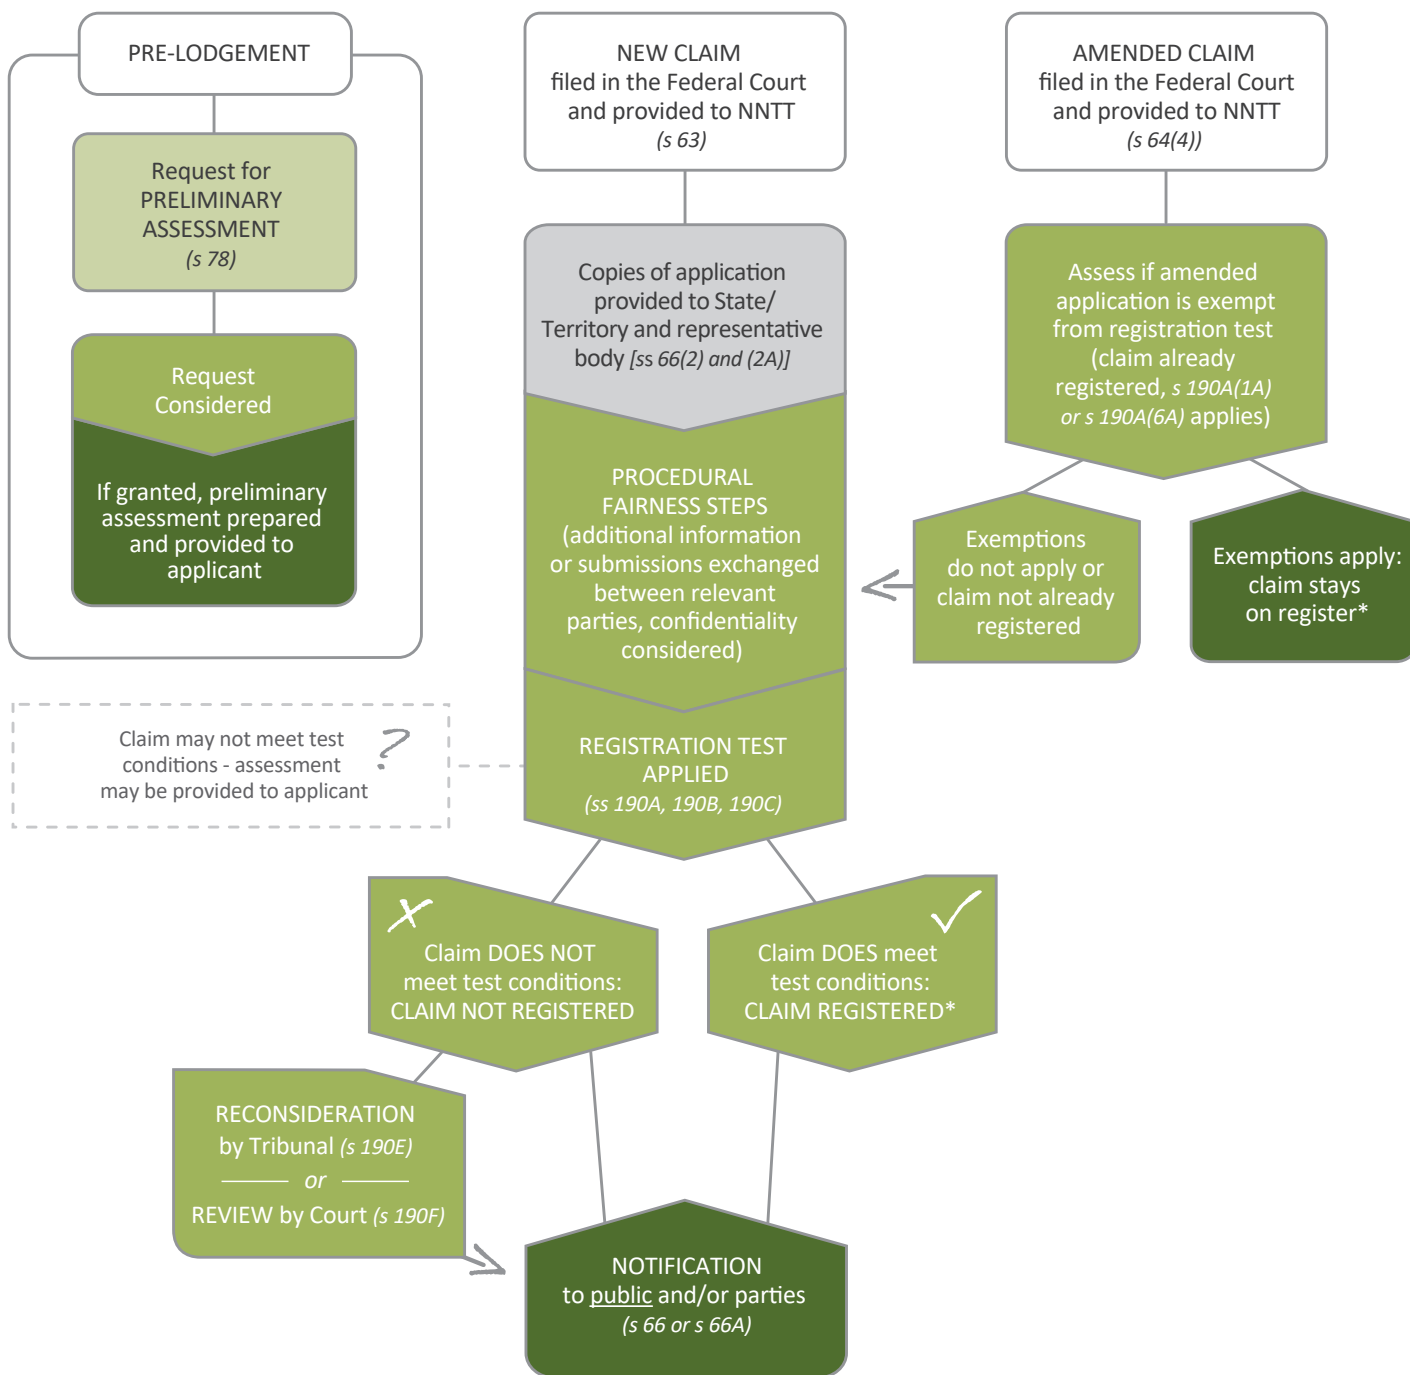 PRE-LODGEMENT
Request for
PRELIMINARY
ASSESSMENT
(s 78)
Request
Considered
If granted, preliminary
assessment prepared
and provided to
applicant
NEW CLAIM
filed in the Federal Court
and provided to NNTT
(s 63)
Copies of application
provided to State/
Territory and representative
body [ss 66(2) and (2A)]
PROCEDURAL
FAIRNESS STEPS
(additional information
or submissions exchanged
between relevant
parties, confidentiality
considered)
REGISTRATION TEST
APPLIED
(ss 190A, 190B, 190C)
AMENDED CLAIM
filed in the Federal Court
and provided to NNTT
(s 64(4))
Assess if amended
application is exempt
from registration test
(claim already
registered, s 190A(1A)
or s 190A(6A) applies)
Exemptions
do not apply or
claim not already
registered
Exemptions apply:
claim stays
on register*
Claim may not meet test
conditions - assessment
may be provided to applicant
?
Claim DOES NOT
meet test conditions:
CLAIM NOT REGISTERED
Claim DOES meet
test conditions:
CLAIM REGISTERED*
RECONSIDERATION
by Tribunal (s 190E)
or
REVIEW by Court (s 190F)
NOTIFICATION
to public and/or parties
(s 66 or s 66A)